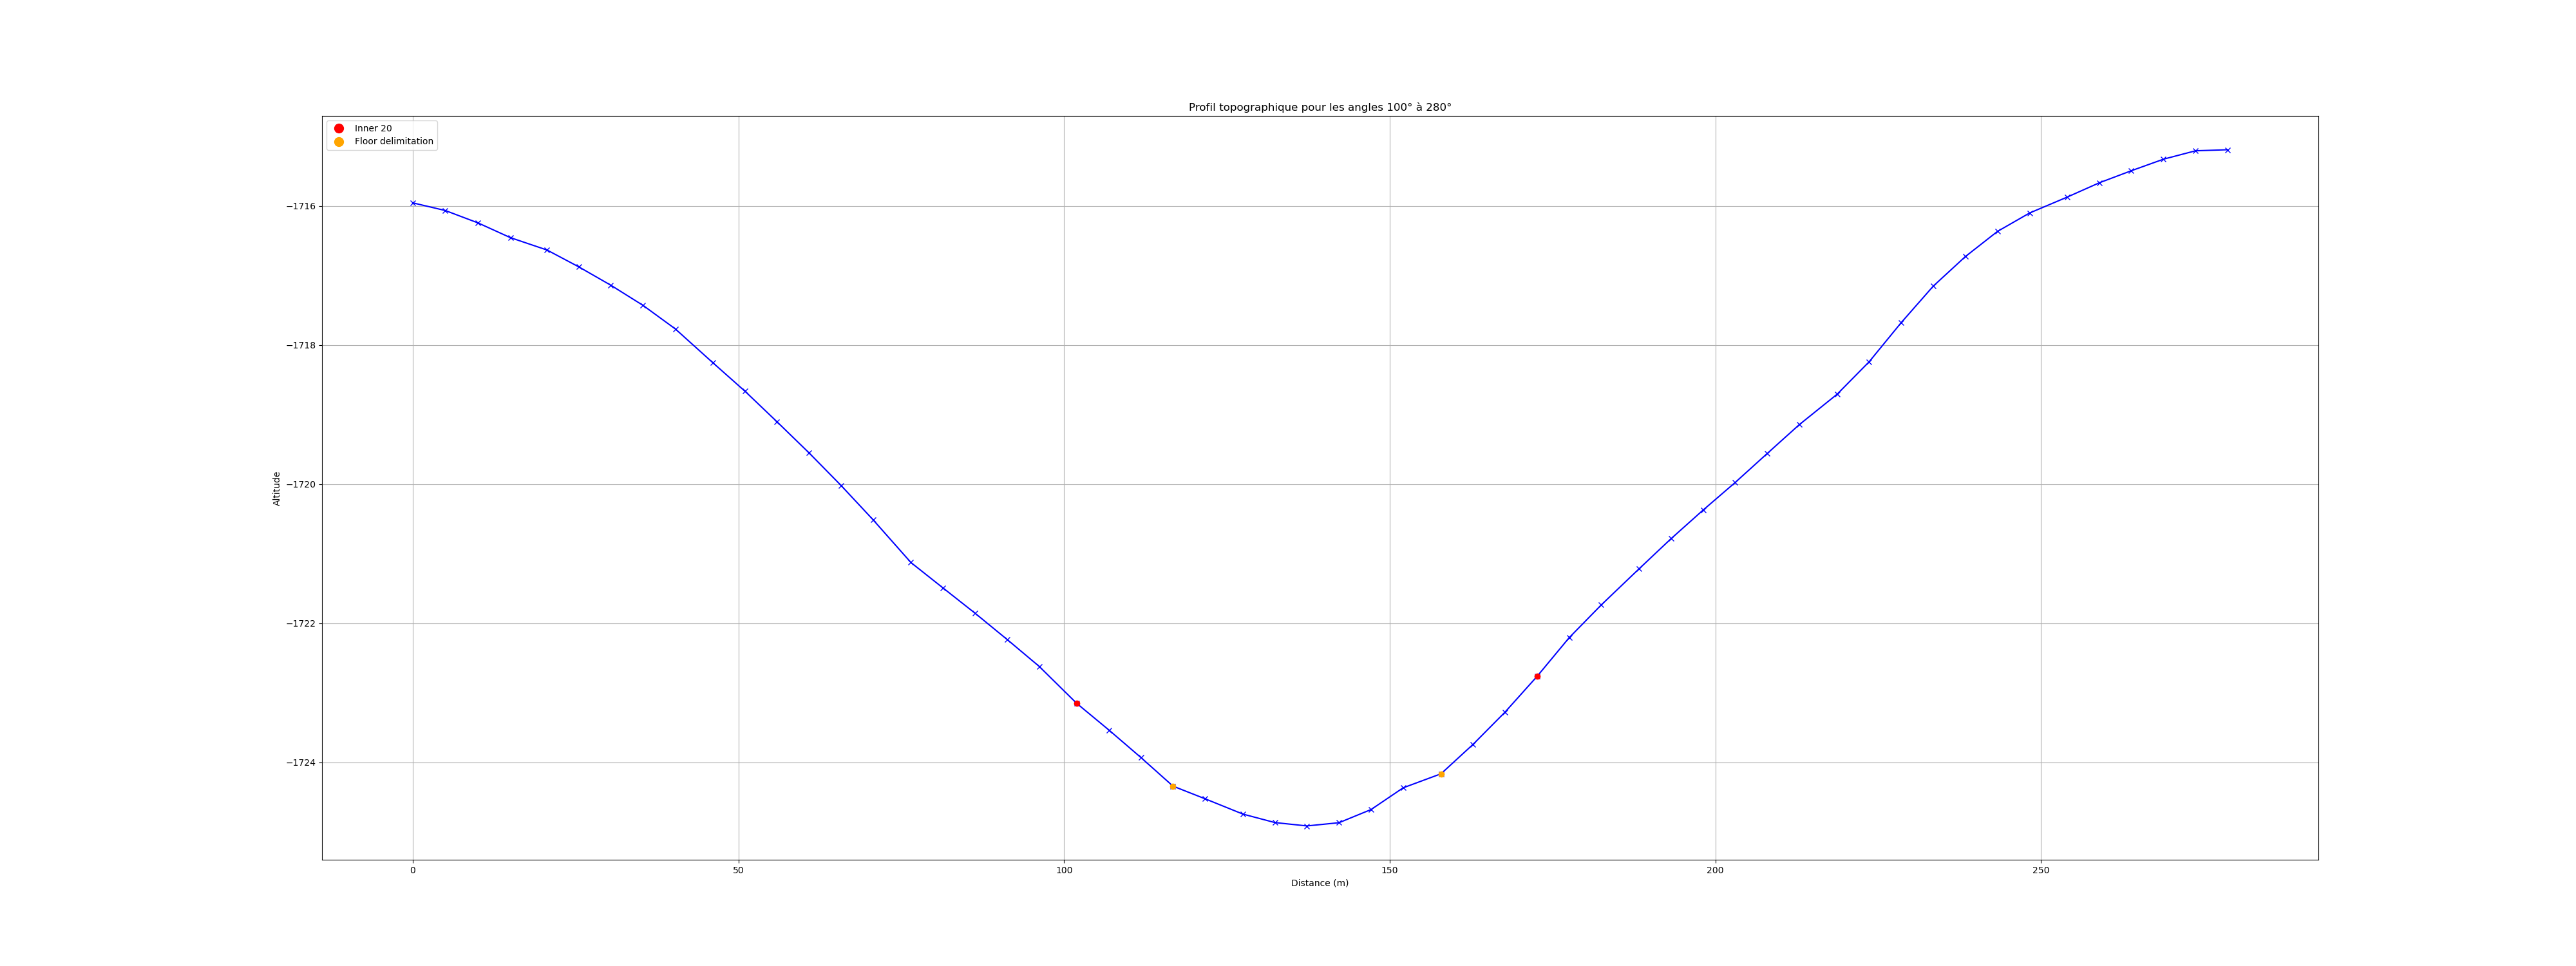 Profil topographique pour les angles 100° à 280°
Inner 20
Floor delimitation
−1716
−1718
−1720
−1722
−1724
Altitude
0 50 100 150 200 250
Distance (m)